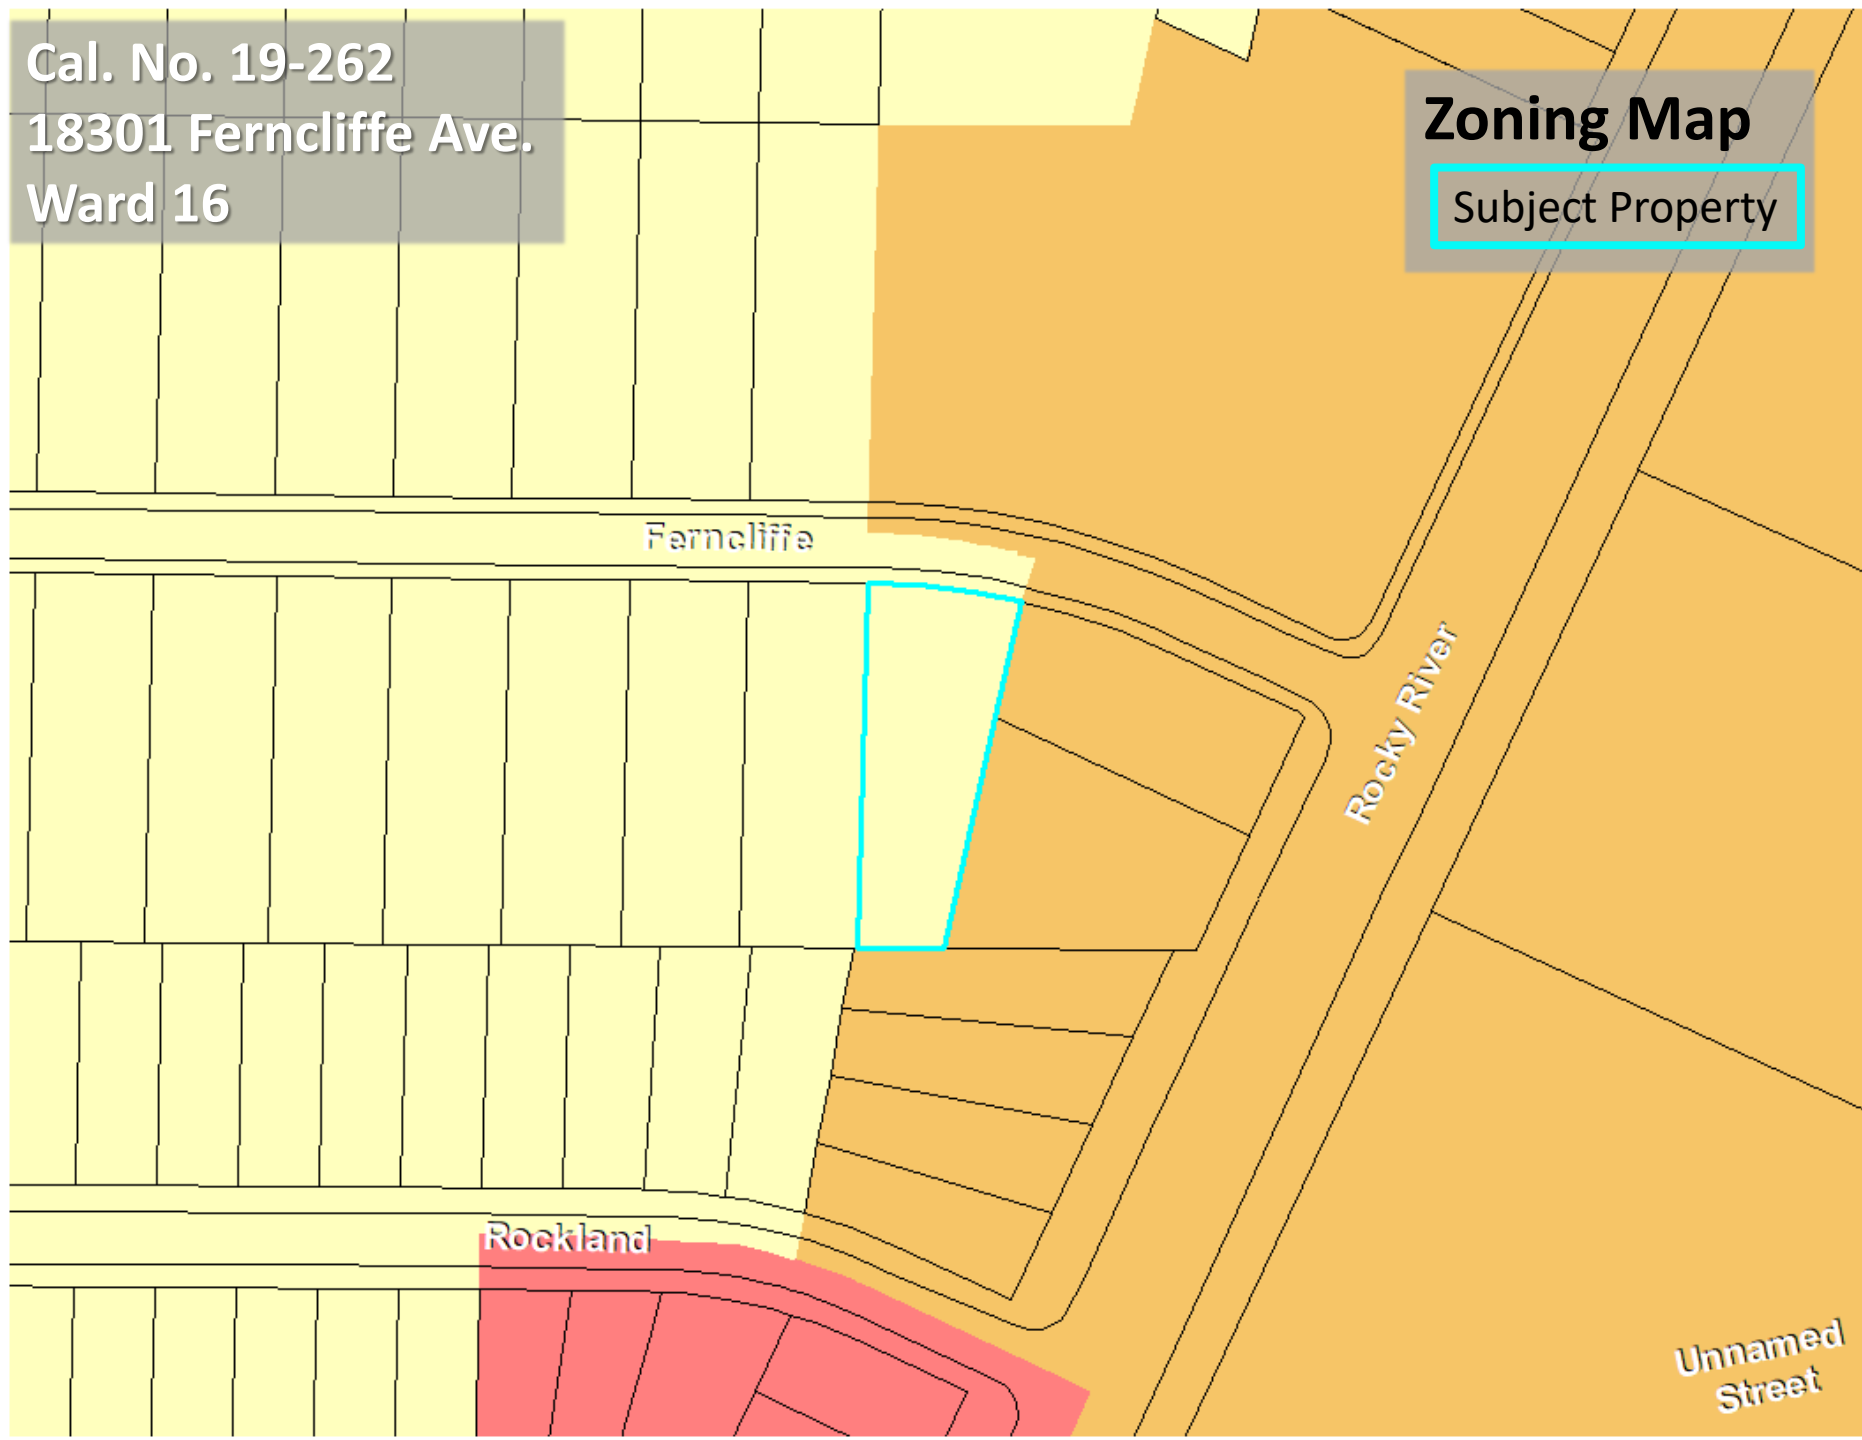 Cal. No. 19-262
18301 Ferncliffe Ave.
Ward 16
Zoning Map
Subject Property
Ferncliffe
Rocky River
Rockland
Unnamed
Street